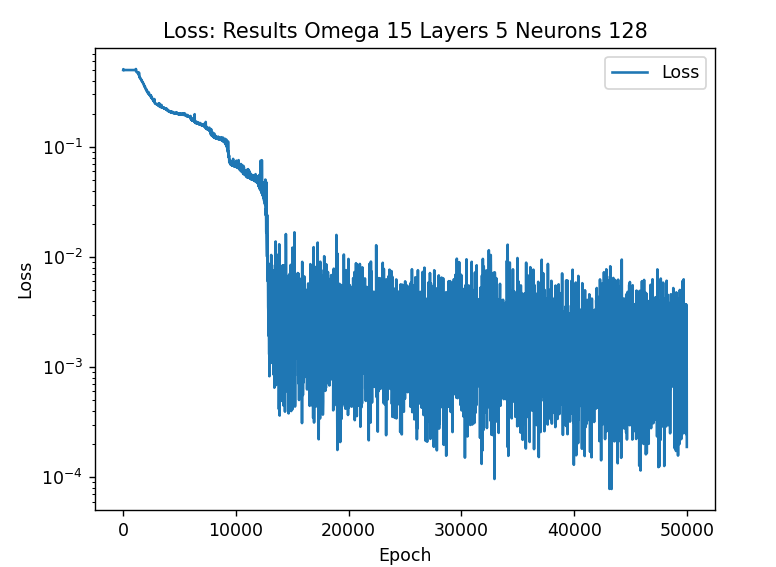 Loss: Results Omega 15 Layers 5 Neurons 128
Loss
10⁻¹
10⁻²
10⁻³
10⁻⁴
Loss
0 10000 20000 30000 40000 50000
Epoch